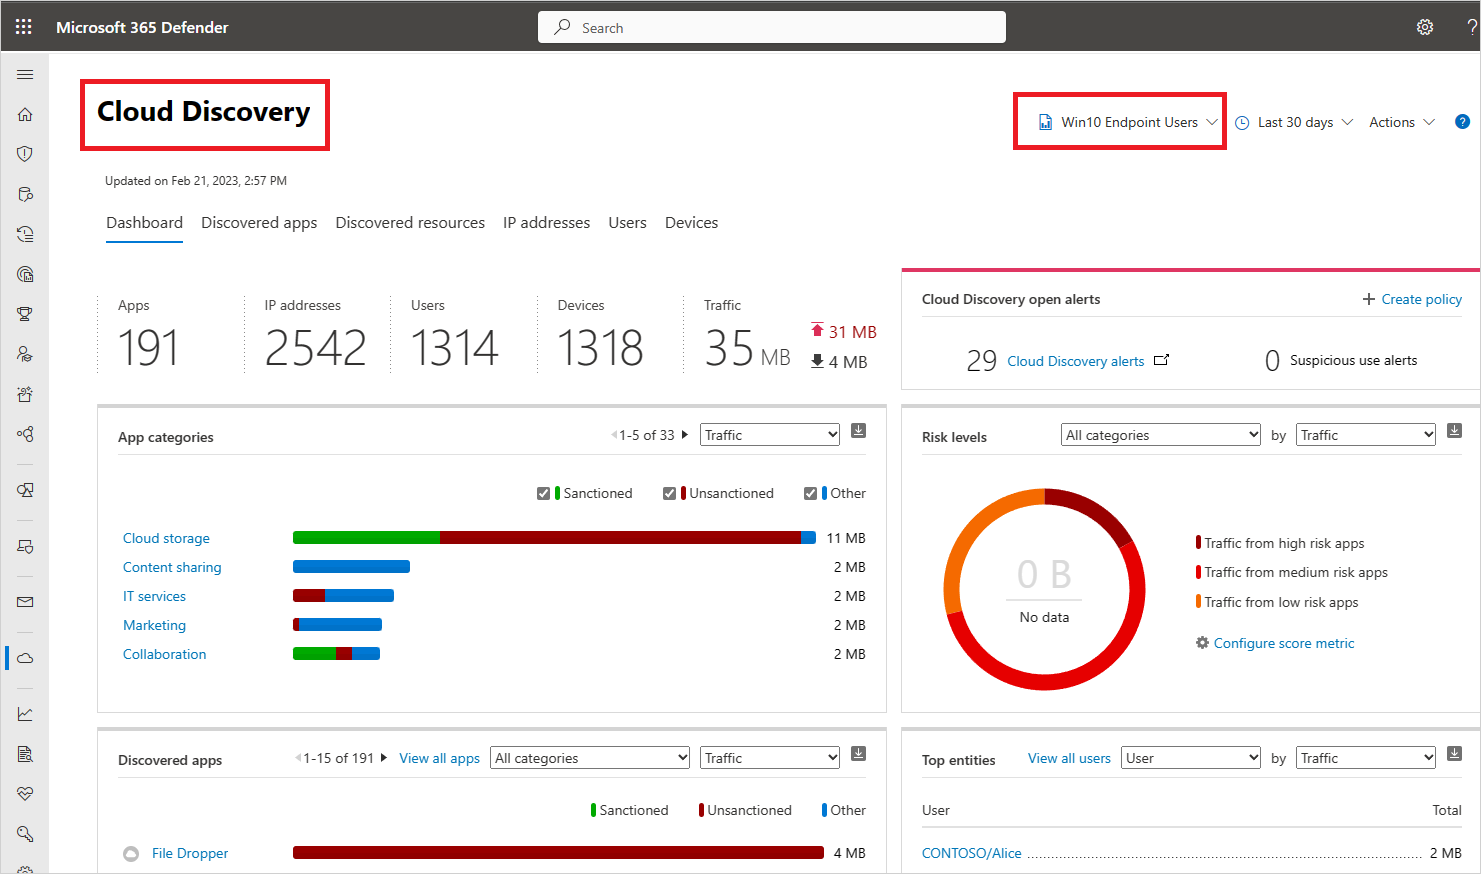 Microsoft 365 Defender
Search
?
Cloud Discovery
Win10 Endpoint Users
Last 30 days
Actions
?
Updated on Feb 21, 2023, 2:57 PM
Dashboard Discovered apps Discovered resources IP addresses Users Devices
Apps
191
IP addresses
2542
Users
1314
Devices
1318
Traffic
35 MB
31 MB
4 MB
Cloud Discovery open alerts
Create policy
29 Cloud Discovery alerts
0 Suspicious use alerts
App categories
1-5 of 33
Traffic
Sanctioned Unsanctioned Other
Cloud storage 11 MB
Content sharing 2 MB
IT services 2 MB
Marketing 2 MB
Collaboration 2 MB
Risk levels
All categories by Traffic
0 B
No data
Traffic from high risk apps
Traffic from medium risk apps
Traffic from low risk apps
Configure score metric
Discovered apps
1-15 of 191
View all apps
All categories
Traffic
Sanctioned Unsanctioned Other
File Dropper 4 MB
Top entities
View all users
User by Traffic
User Total
CONTOSO/Alice 2 MB